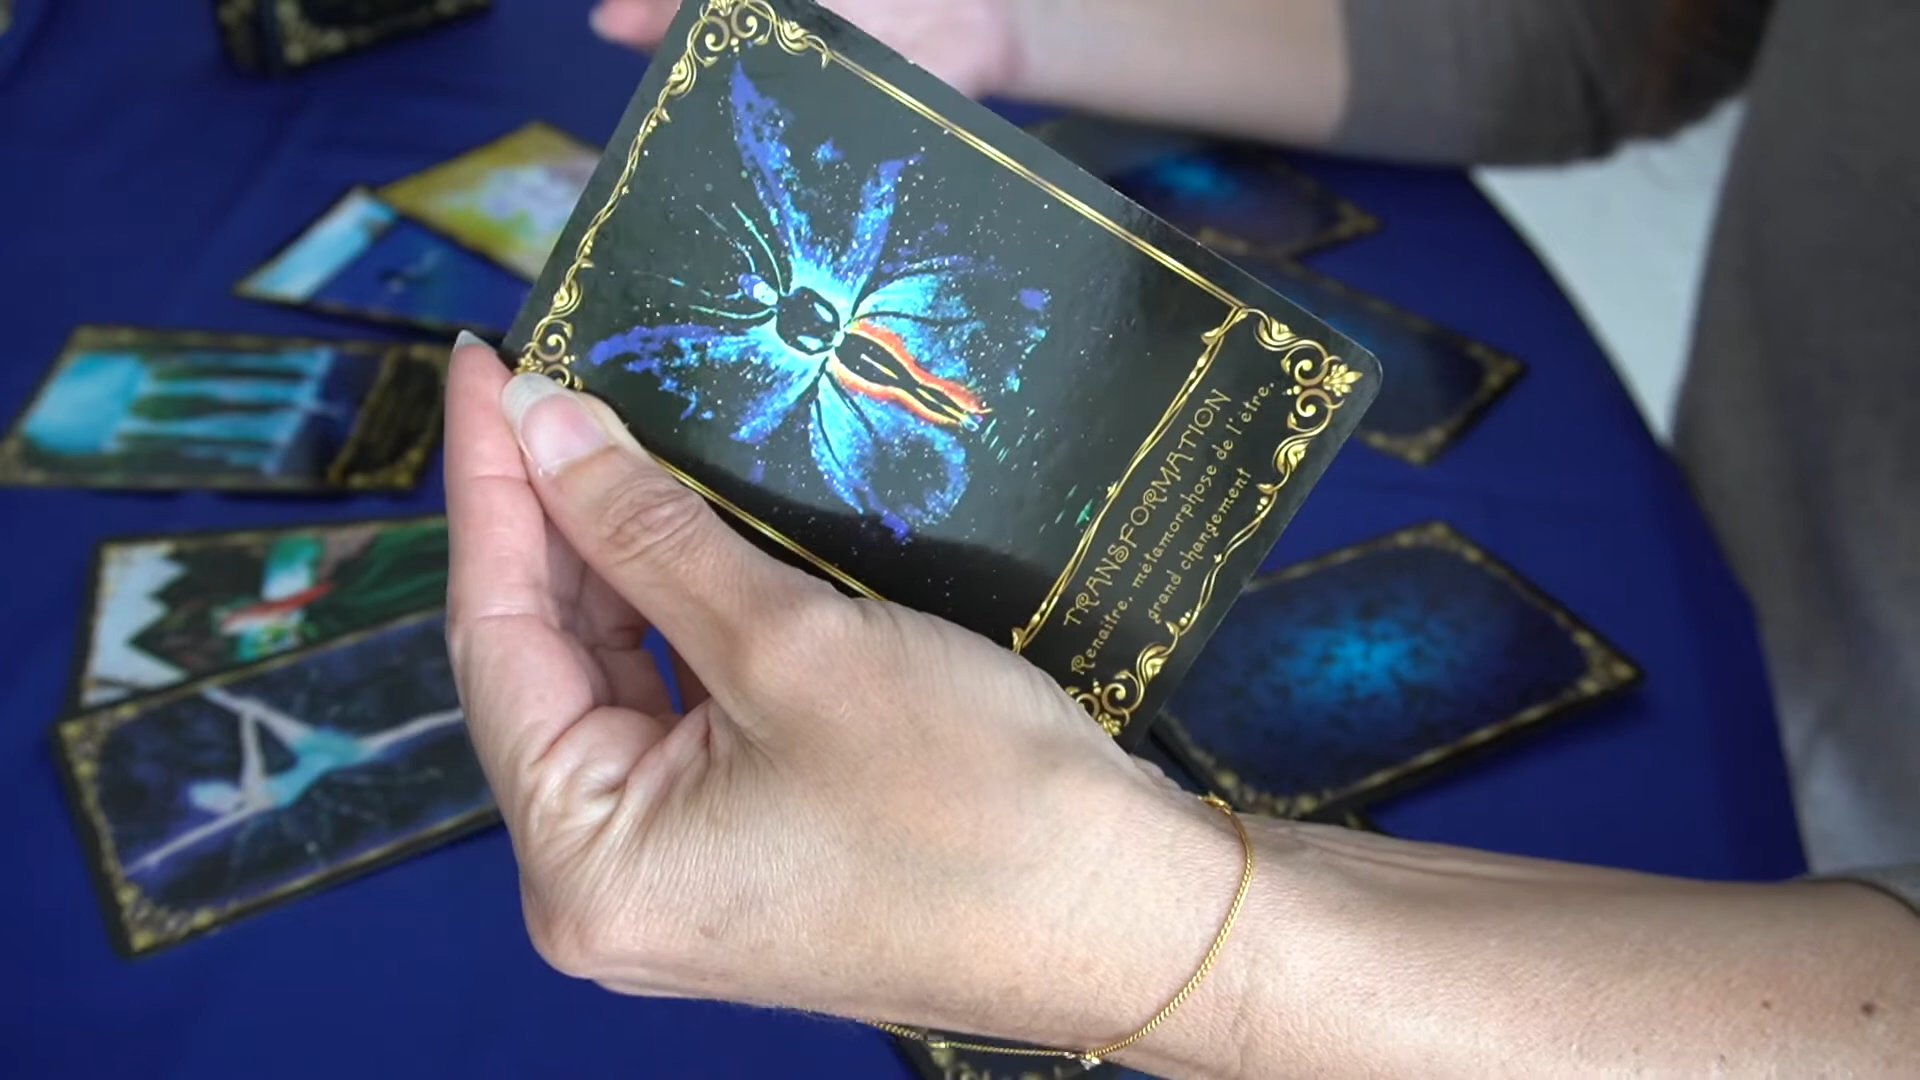 TRANSFORMATION
Renaître, métamorphose de l'être,
grand changement